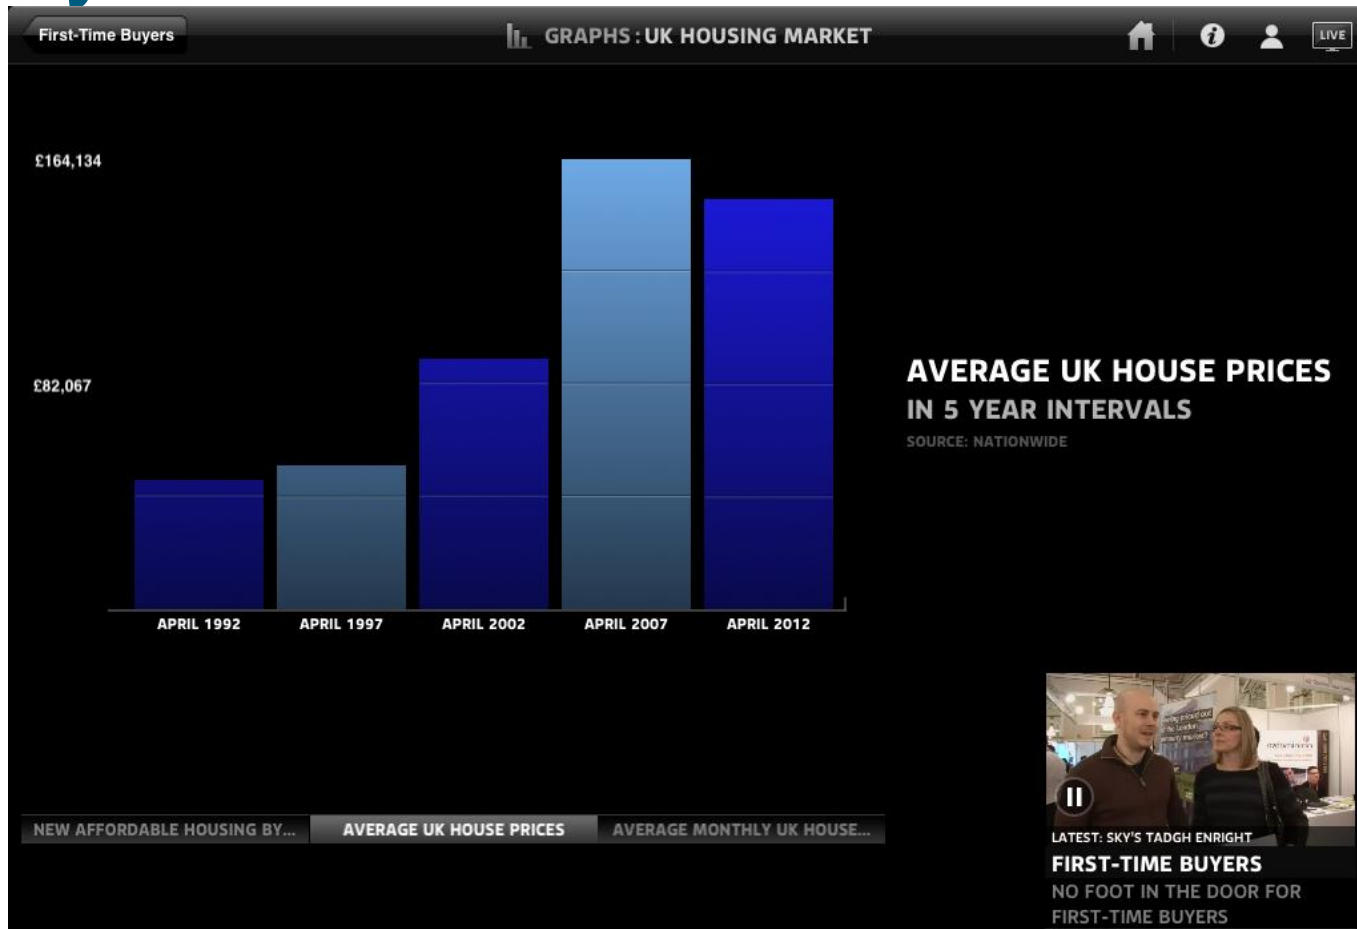 First-Time Buyers
GRAPHS: UK HOUSING MARKET
LIVE
£164,134
£82,067
APRIL 1992
APRIL 1997
APRIL 2002
APRIL 2007
APRIL 2012
AVERAGE UK HOUSE PRICES
IN 5 YEAR INTERVALS
SOURCE: NATIONWIDE
NEW AFFORDABLE HOUSING BY...
AVERAGE UK HOUSE PRICES
AVERAGE MONTHLY UK HOUSE...
LATEST: SKY'S TADGH ENRIGHT
FIRST-TIME BUYERS
NO FOOT IN THE DOOR FOR
FIRST-TIME BUYERS